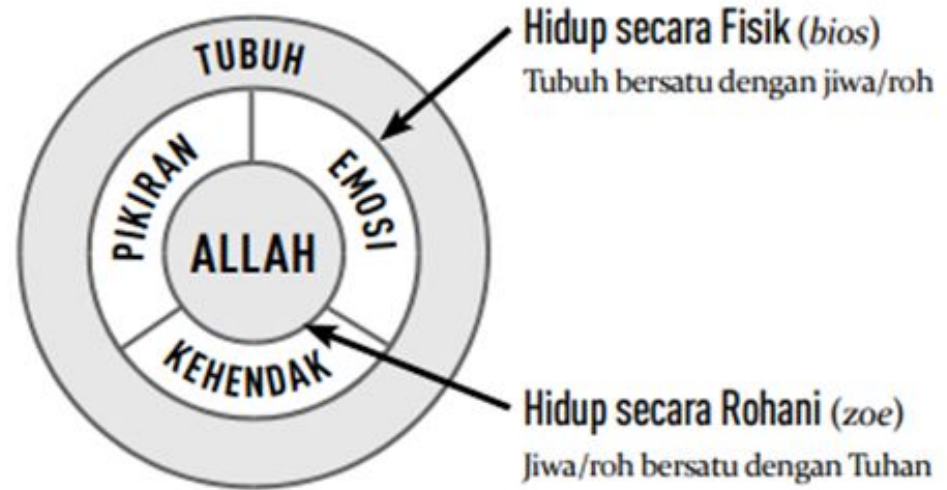 TUBUH
PIKIRAN
EMOSI
ALLAH
KEHENDAK
Hidup secara Fisik (bios)
Tubuh bersatu dengan jiwa/roh
Hidup secara Rohani (zoe)
Jiwa/roh bersatu dengan Tuhan